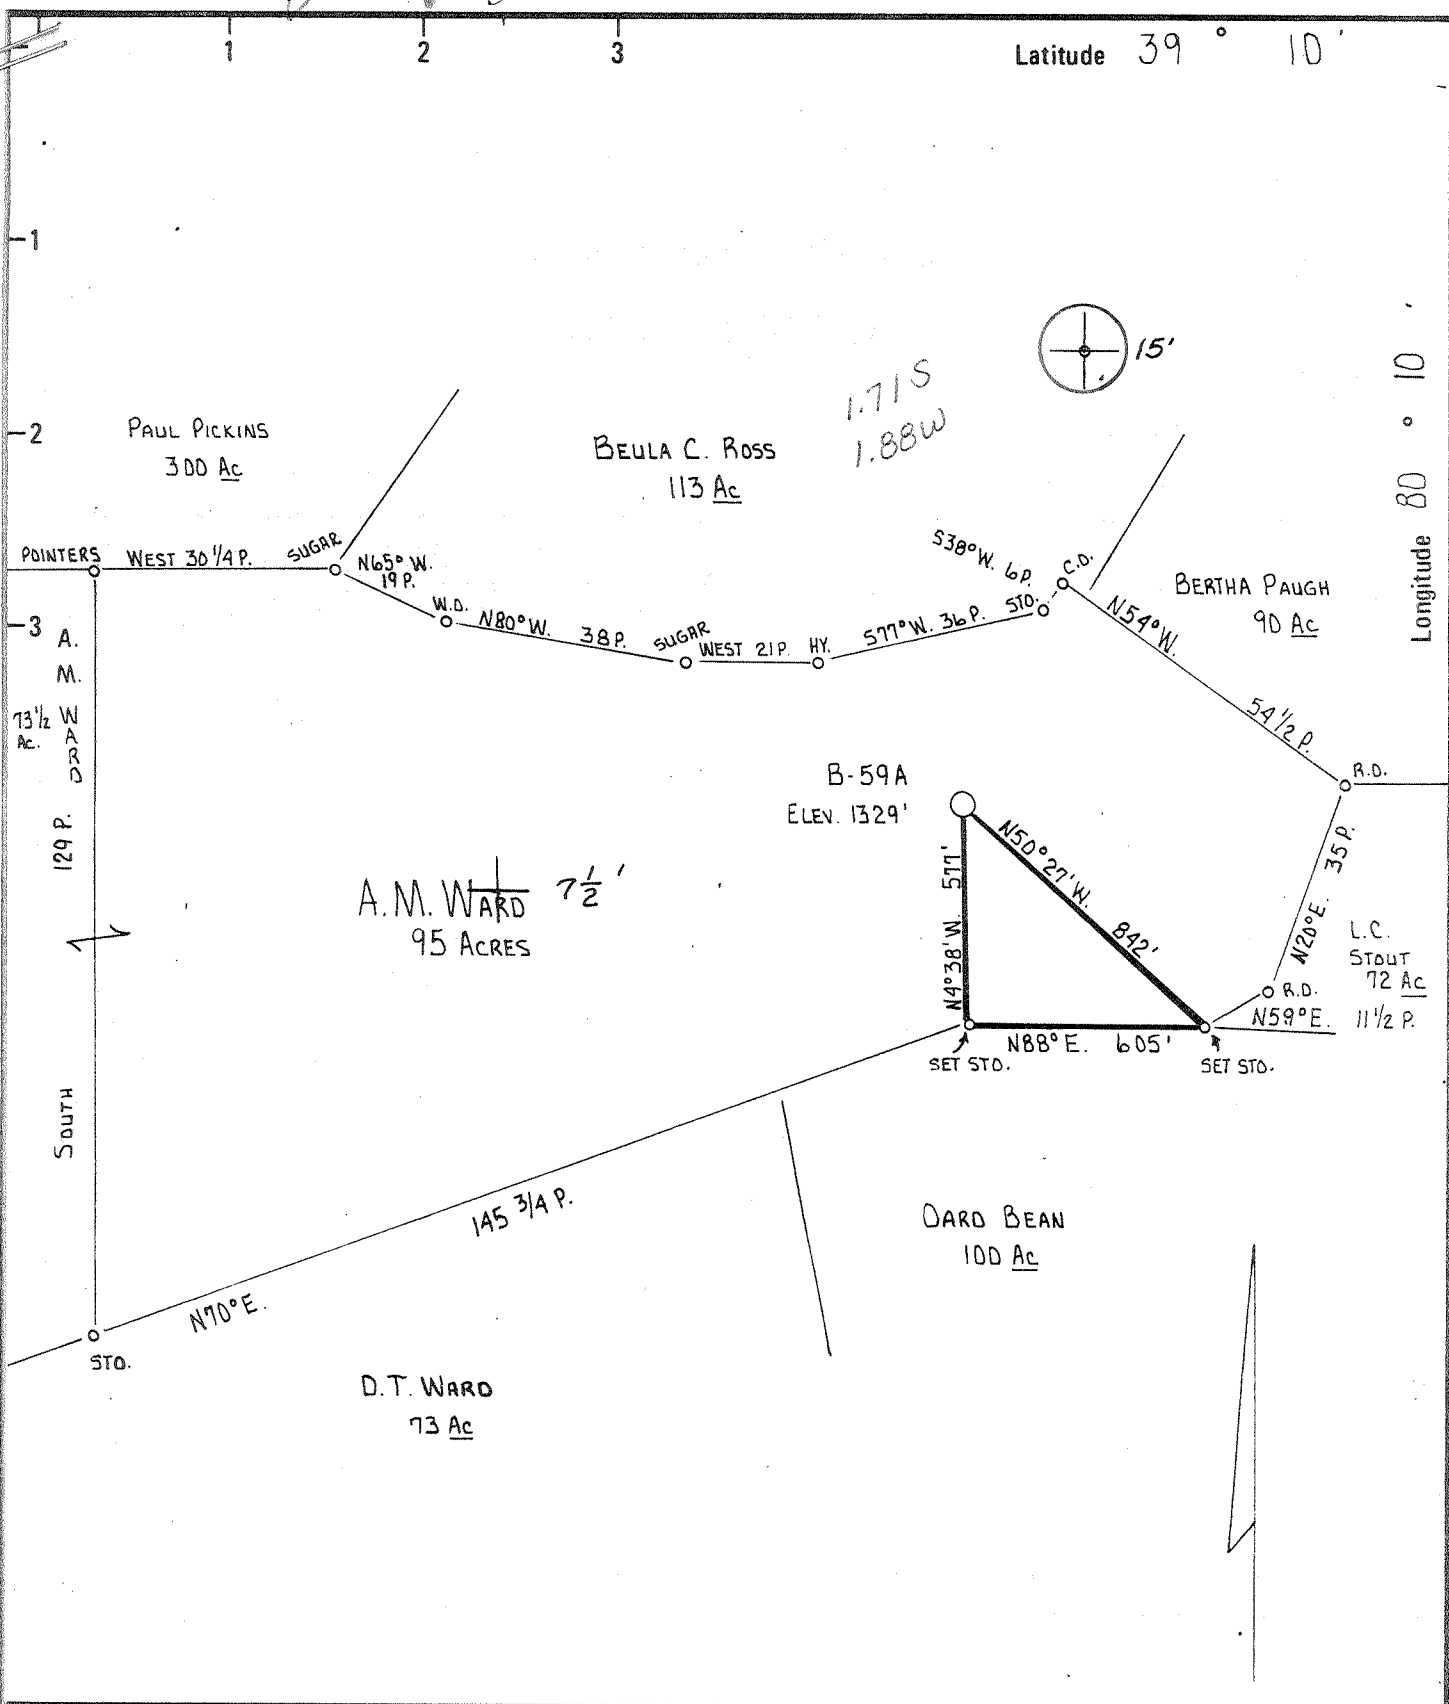 1 2 3
Latitude 39° 10'
1
15'
1.71 S
1.88 W
Longitude 80° 10'
2
PAUL PICKINS
300 Ac
BEULA C. ROSS
113 Ac
POINTERS
WEST 30 1/4 P.
SUGAR
N65°W.
19 P.
W.D.
N80°W. 38 P.
SUGAR
WEST 21 P.
HY.
S77°W. 36 P.
STO.
S38°W. 6 P.
C.D.
BERTHA PAUGH
90 Ac
N54°W. 54 1/2 P.
R.D.
3
A. M. WARD
73 1/2
Ac.
B-59A
ELEV. 1329'
N50°27'W. 842'
N4°38'W. 577'
N20°E. 35 P.
129 P.
SOUTH
A.M. WARD 7 1/2'
95 ACRES
L.C.
STOUT
72 Ac
R.D.
N59°E. 11 1/2 P.
N88°E. 605'
SET STO.
SET STO.
145 3/4 P.
N70°E.
OARD BEAN
100 Ac
STO.
D.T. WARD
73 Ac